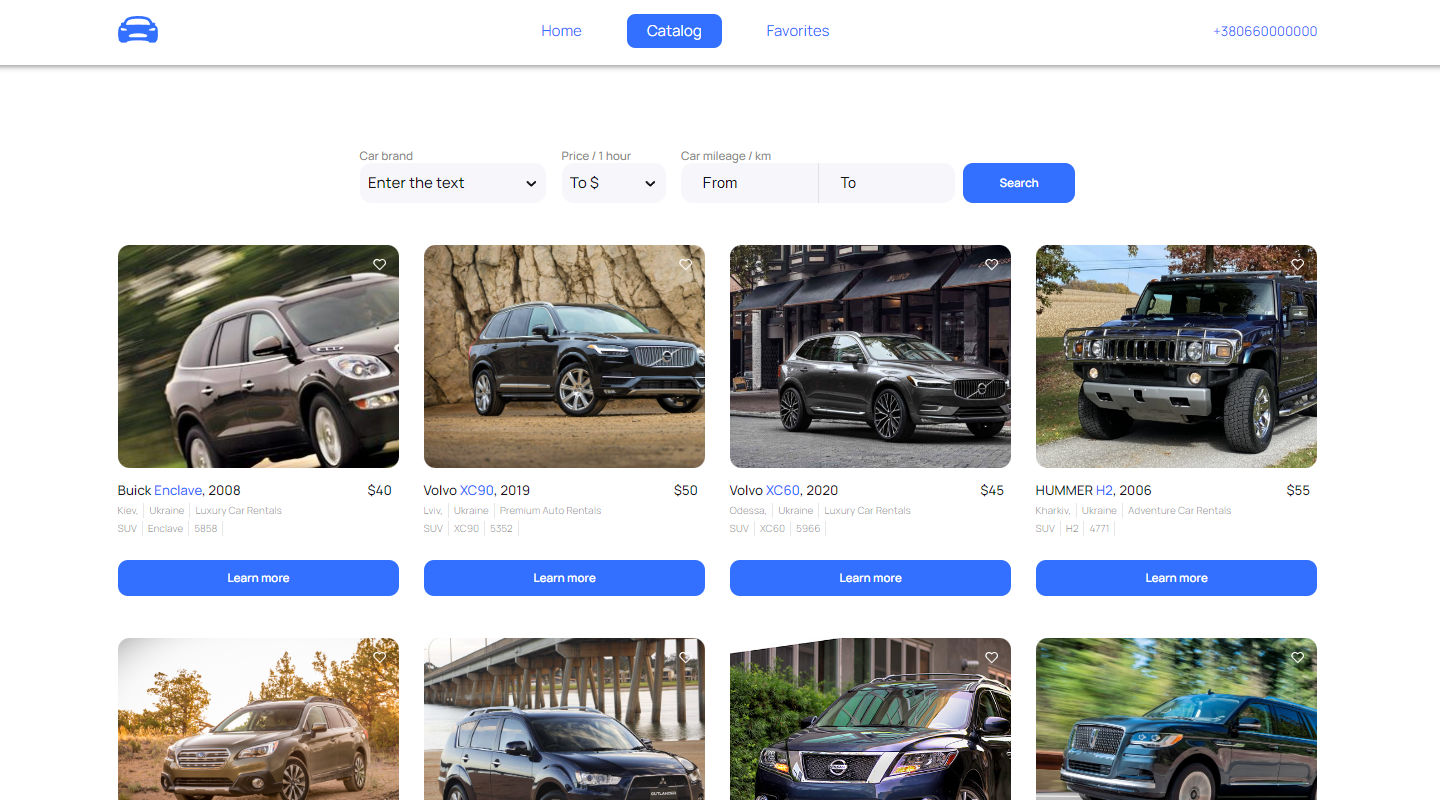 Home Catalog Favorites +380660000000
Car brand Price / 1 hour Car mileage / km
Enter the text To $ From To Search
Buick Enclave, 2008 $40
Kiev, Ukraine Luxury Car Rentals
SUV Enclave 5858
Learn more
Volvo XC90, 2019 $50
Lviv, Ukraine Premium Auto Rentals
SUV XC90 5352
Learn more
Volvo XC60, 2020 $45
Odessa, Ukraine Luxury Car Rentals
SUV XC60 5966
Learn more
HUMMER H2, 2006 $55
Kharkiv, Ukraine Adventure Car Rentals
SUV H2 4771
Learn more
OUTLANDER
NISSAN